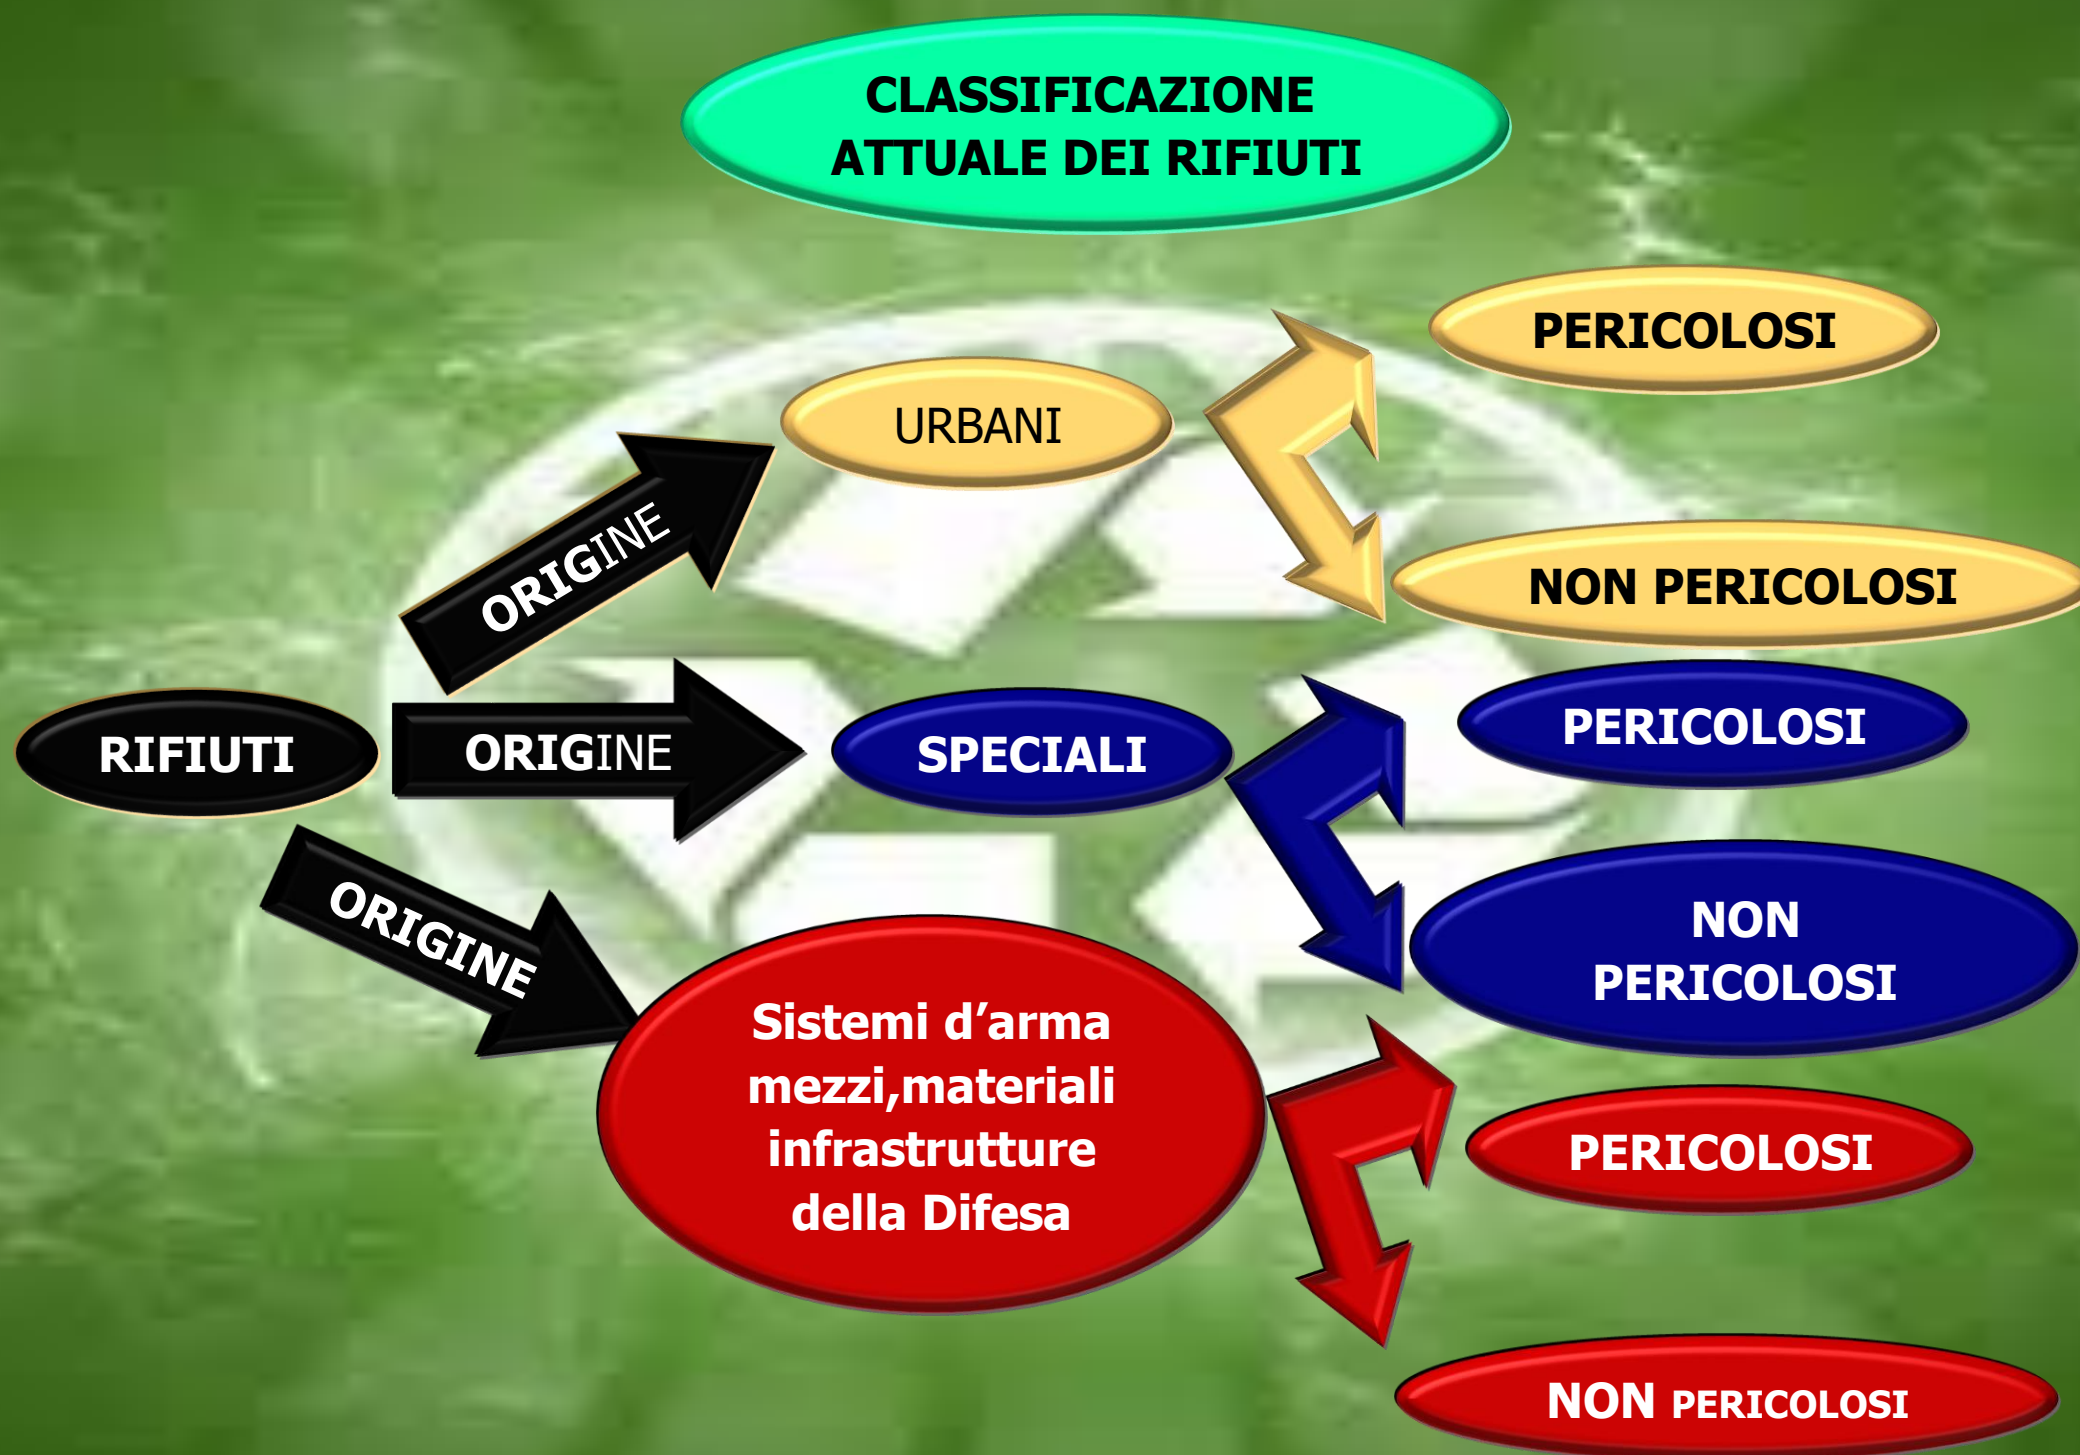 CLASSIFICAZIONE
ATTUALE DEI RIFIUTI
PERICOLOSI
URBANI
ORIGINE
NON PERICOLOSI
RIFIUTI
ORIGINE
SPECIALI
PERICOLOSI
NON
PERICOLOSI
ORIGINE
Sistemi d’arma
mezzi,materiali
infrastrutture
della Difesa
PERICOLOSI
NON PERICOLOSI